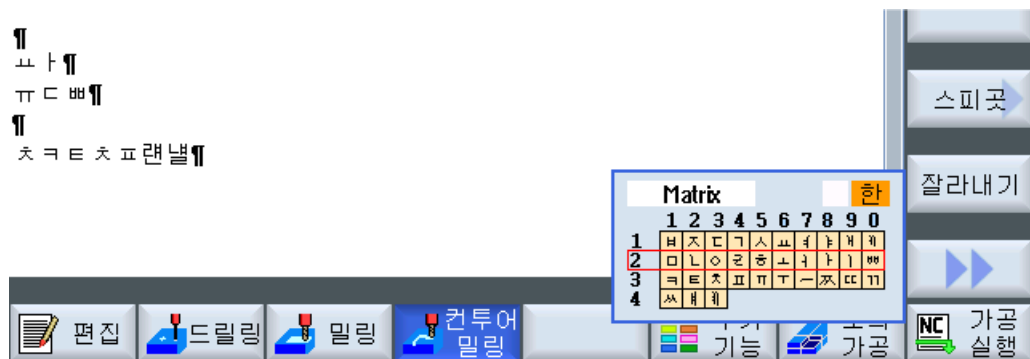 ¶
ㅛㅏ¶
ㅠㄷㅃ¶
¶
ㅊㅋㅌㅊㅍ랜낼¶
스피곳
잘라내기
Matrix 한
1 2 3 4 5 6 7 8 9 0
1 ㅂ ㅈ ㄷ ㄱ ㅅ ㅛ ㅕ ㅑ ㅐ ㅔ
2 ㅁ ㄴ ㅇ ㄹ ㅎ ㅗ ㅓ ㅏ ㅣ ㅃ
3 ㅋ ㅌ ㅊ ㅍ ㅠ ㅜ ㅡ ㅉ ㄸ ㄲ
4 ㅆ ㅒ ㅖ
편집
드릴링
밀링
컨투어
밀링
기능
가공
NC 가공
실행